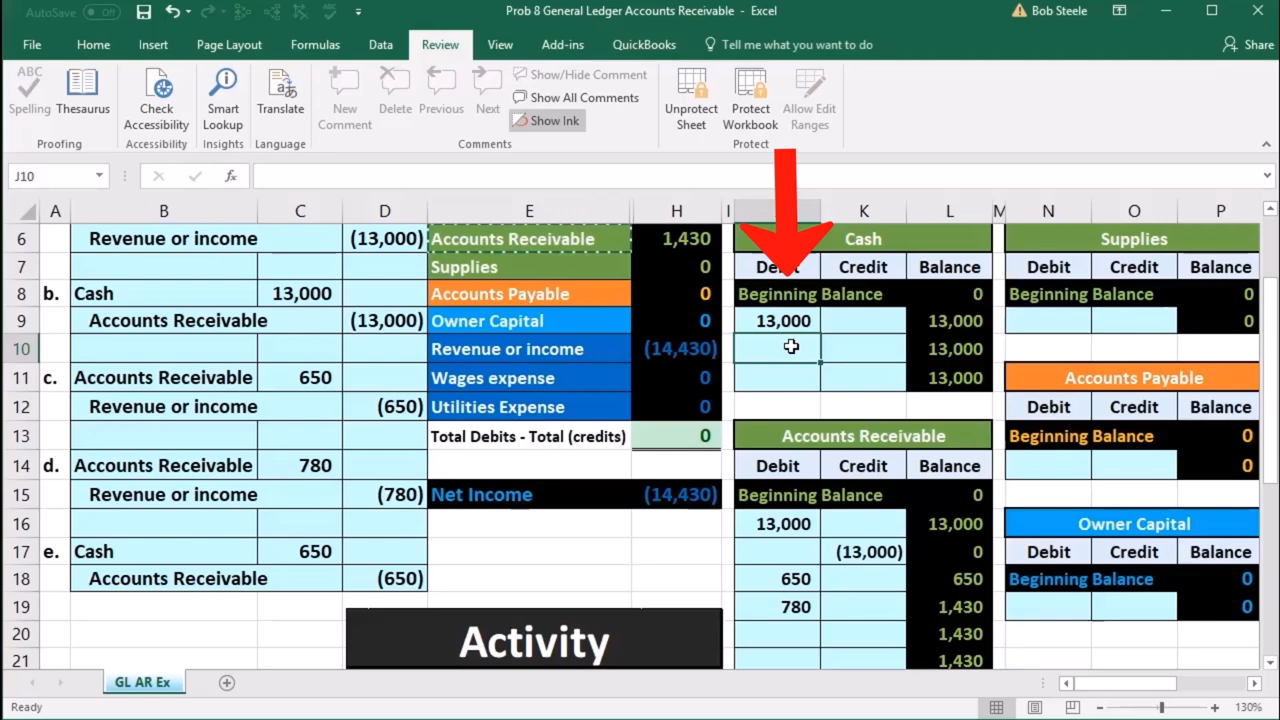 AutoSave Off Prob 8 General Ledger Accounts Receivable - Excel Bob Steele
File Home Insert Page Layout Formulas Data Review View Add-ins QuickBooks Tell me what you want to do Share
ABC
Spelling Thesaurus Check Accessibility Smart Lookup Translate New Comment Delete Previous Next Show/Hide Comment Show All Comments Show Ink Unprotect Sheet Protect Workbook Allow Edit Ranges
Proofing Accessibility Insights Language Comments Protect
J10 fx
A B C D E H I K L M N O P
6 Revenue or income (13,000) Accounts Receivable 1,430 Cash Supplies
7 Supplies 0 Debit Credit Balance Debit Credit Balance
8 b. Cash 13,000 Accounts Payable 0 Beginning Balance 0 Beginning Balance 0
9 Accounts Receivable (13,000) Owner Capital 0 13,000 13,000 0
10 Revenue or income (14,430) 13,000
11 c. Accounts Receivable 650 Wages expense 0 13,000 Accounts Payable
12 Revenue or income (650) Utilities Expense 0 Debit Credit Balance
13 Total Debits - Total (credits) 0 Accounts Receivable Beginning Balance 0
14 d. Accounts Receivable 780 Debit Credit Balance 0
15 Revenue or income (780) Net Income (14,430) Beginning Balance 0
16 13,000 13,000 Owner Capital
17 e. Cash 650 (13,000) 0 Debit Credit Balance
18 Accounts Receivable (650) 650 650 Beginning Balance 0
19 780 1,430 0
20 Activity 1,430
21 1,430
GL AR Ex
Ready 130%